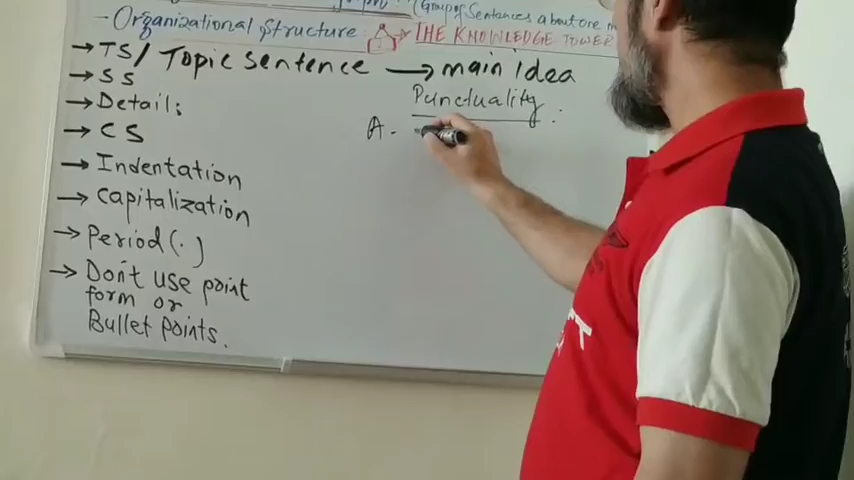 (Group of Sentences about one
- Organizational Structure → THE KNOWLEDGE TOWER
→ TS/Topic Sentence → main idea
→ SS
Punctuality.
→ Detail:
A.
→ CS
→ Indentation
→ Capitalization
→ Period(.)
→ Don't use point
form or
Bullet points.